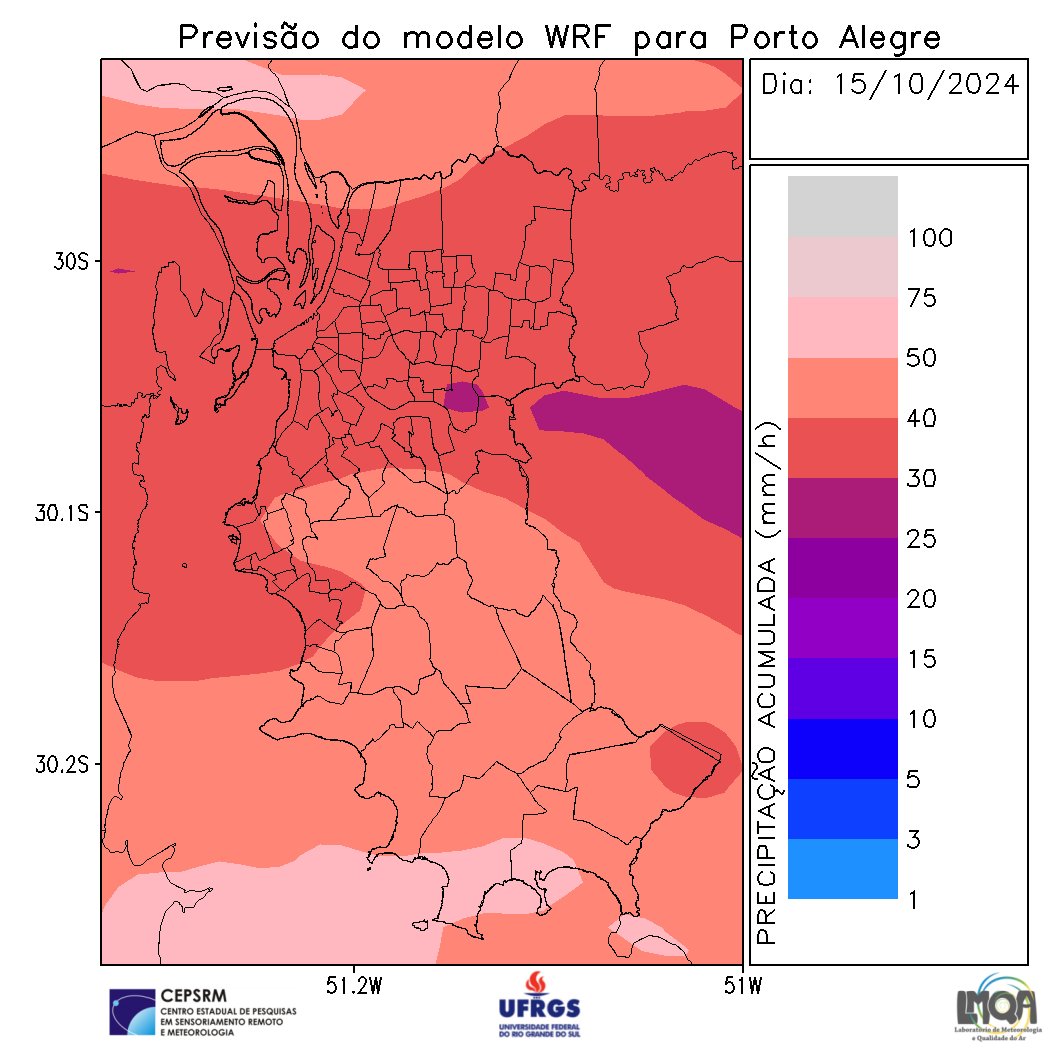 Previsão do modelo WRF para Porto Alegre
Dia: 15/10/2024
30S
30.1S
30.2S
51.2W
51W
PRECIPITAÇÃO ACUMULADA (mm/h)
100
75
50
40
30
25
20
15
10
5
3
1
CEPSRM
CENTRO ESTADUAL DE PESQUISAS
EM SENSORIAMENTO REMOTO
E METEOROLOGIA
UFRGS
UNIVERSIDADE FEDERAL
DO RIO GRANDE DO SUL
LMQA
Laboratório de Meteorologia
e Qualidade do Ar